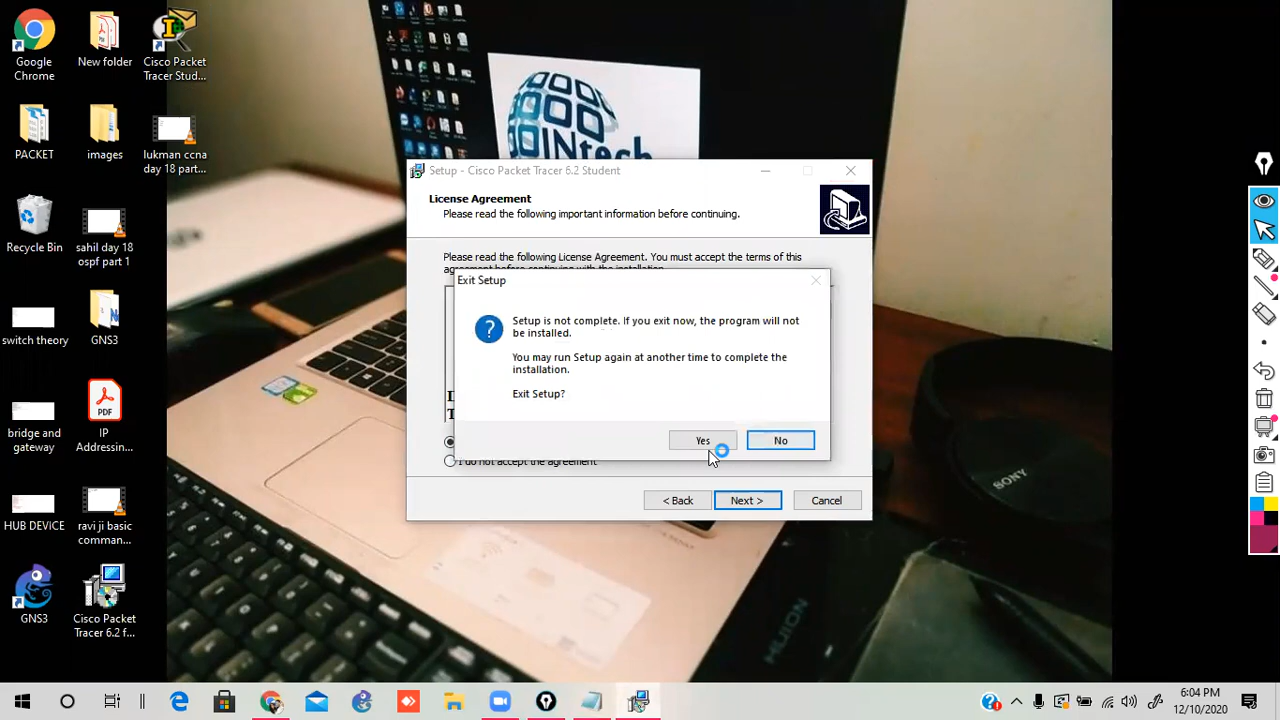 Google
Chrome
New folder
Cisco Packet
Tracer Stud...
PACKET
images
lukman ccna
day 18 part...
Recycle Bin
sahil day 18
ospf part 1
switch theory
GNS3
bridge and
gateway
IP
Addressin...
HUB DEVICE
ravi ji basic
comman...
GNS3
Cisco Packet
Tracer 6.2 f...
INtech
Setup - Cisco Packet Tracer 6.2 Student
License Agreement
Please read the following important information before continuing.
Please read the following License Agreement. You must accept the terms of this
agreement before continuing with the installation.
Exit Setup
Setup is not complete. If you exit now, the program will not
be installed.
You may run Setup again at another time to complete the
installation.
Exit Setup?
Yes
No
I do not accept the agreement
< Back
Next >
Cancel
SONY
6:04 PM
12/10/2020